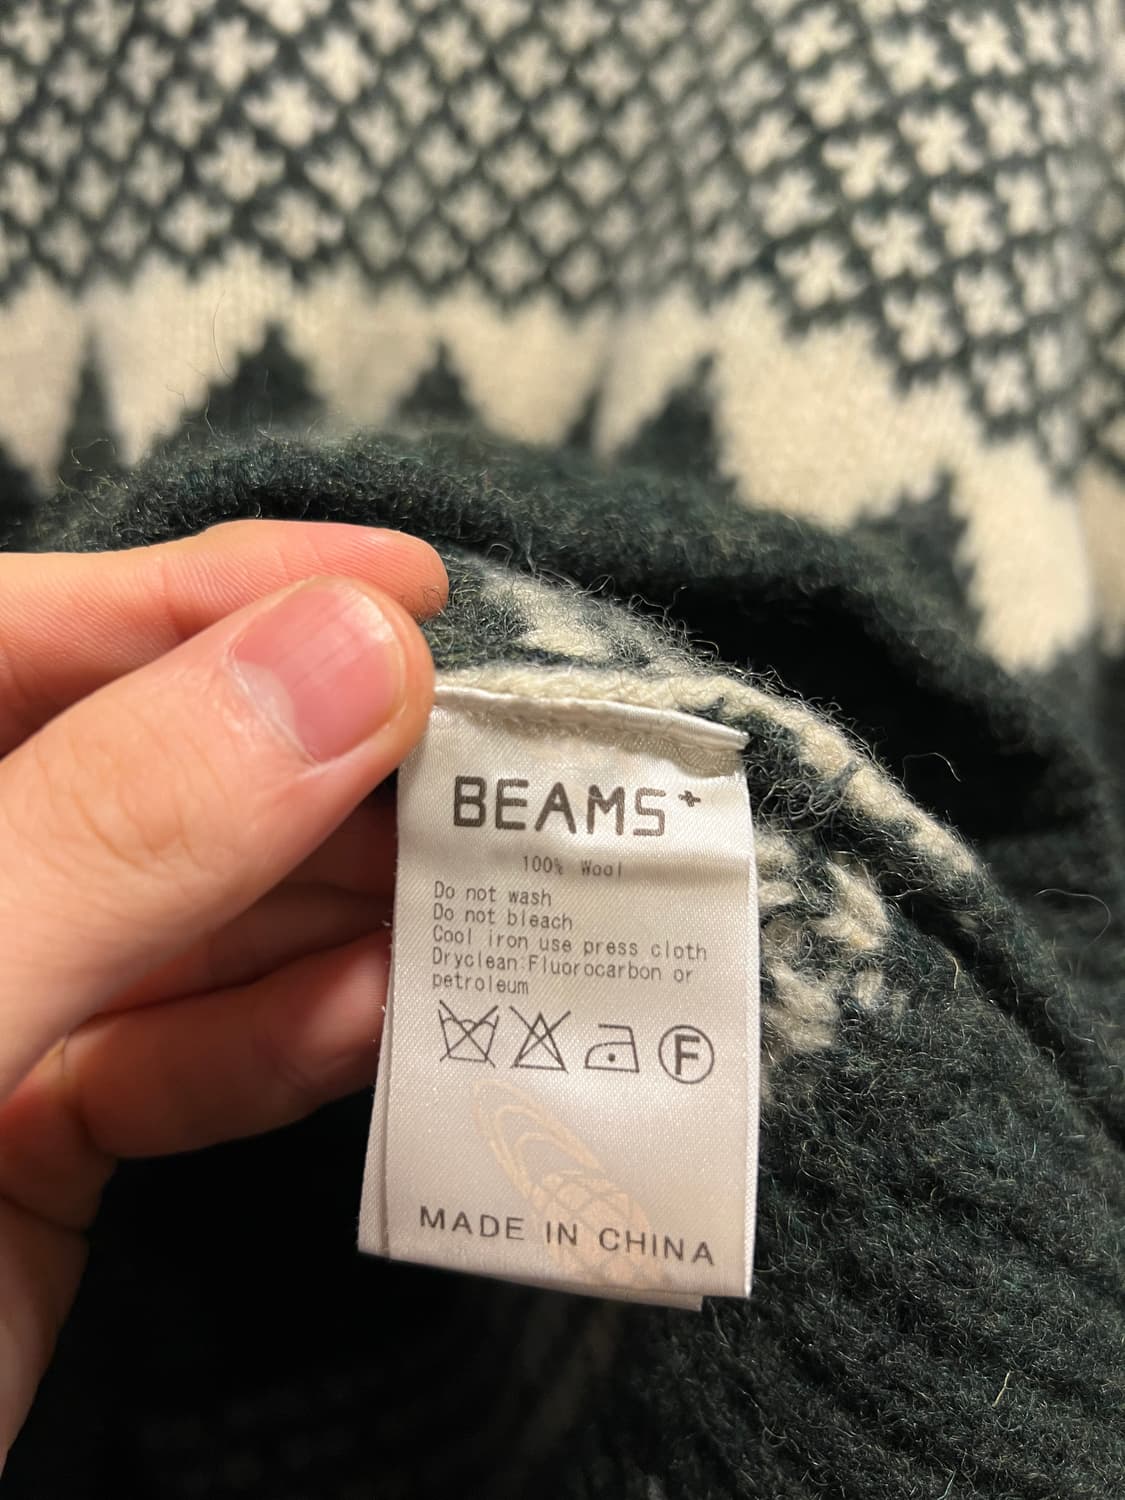 BEAMS+
100% Wool
Do not wash
Do not bleach
Cool iron use press cloth
Dryclean:Fluorocarbon or
petroleum
F
MADE IN CHINA